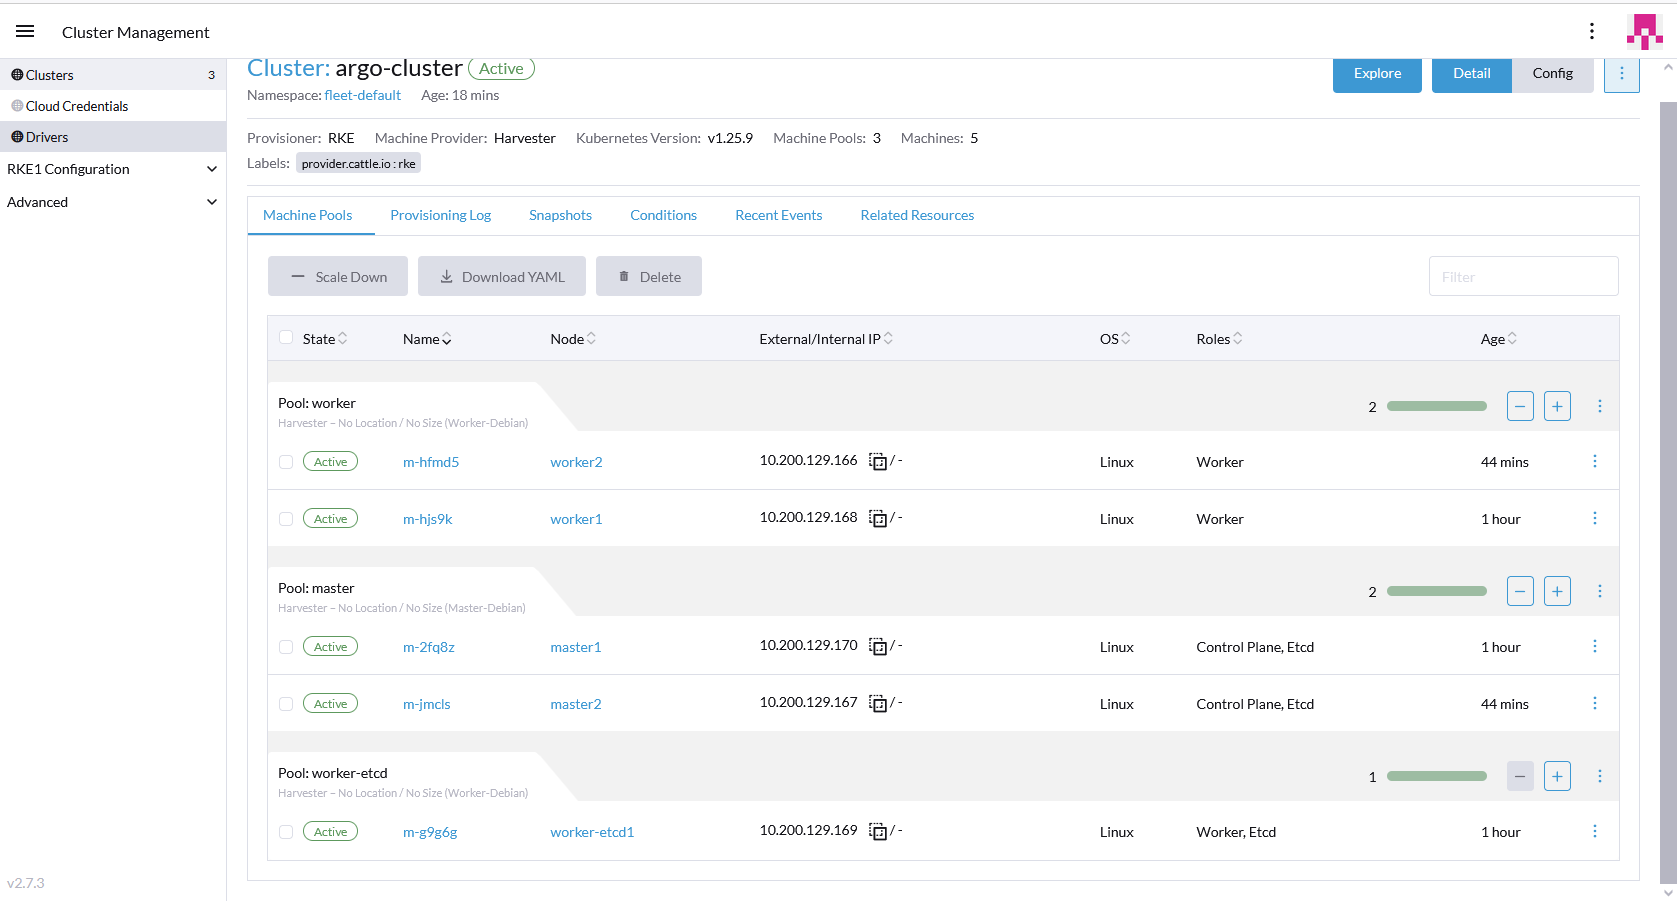 Cluster Management
Clusters 3
Cloud Credentials
Drivers
RKE1 Configuration
Advanced
v2.7.3
Cluster: argo-cluster Active
Namespace: fleet-default Age: 18 mins
Explore Detail Config
Provisioner: RKE Machine Provider: Harvester Kubernetes Version: v1.25.9 Machine Pools: 3 Machines: 5
Labels: provider.cattle.io : rke
Machine Pools Provisioning Log Snapshots Conditions Recent Events Related Resources
Scale Down Download YAML Delete Filter
State Name Node External/Internal IP OS Roles Age
Pool: worker
Harvester – No Location / No Size (Worker-Debian)
2 − +
Active m-hfmd5 worker2 10.200.129.166 / - Linux Worker 44 mins
Active m-hjs9k worker1 10.200.129.168 / - Linux Worker 1 hour
Pool: master
Harvester – No Location / No Size (Master-Debian)
2 − +
Active m-2fq8z master1 10.200.129.170 / - Linux Control Plane, Etcd 1 hour
Active m-jmcls master2 10.200.129.167 / - Linux Control Plane, Etcd 44 mins
Pool: worker-etcd
Harvester – No Location / No Size (Worker-Debian)
1 − +
Active m-g9g6g worker-etcd1 10.200.129.169 / - Linux Worker, Etcd 1 hour